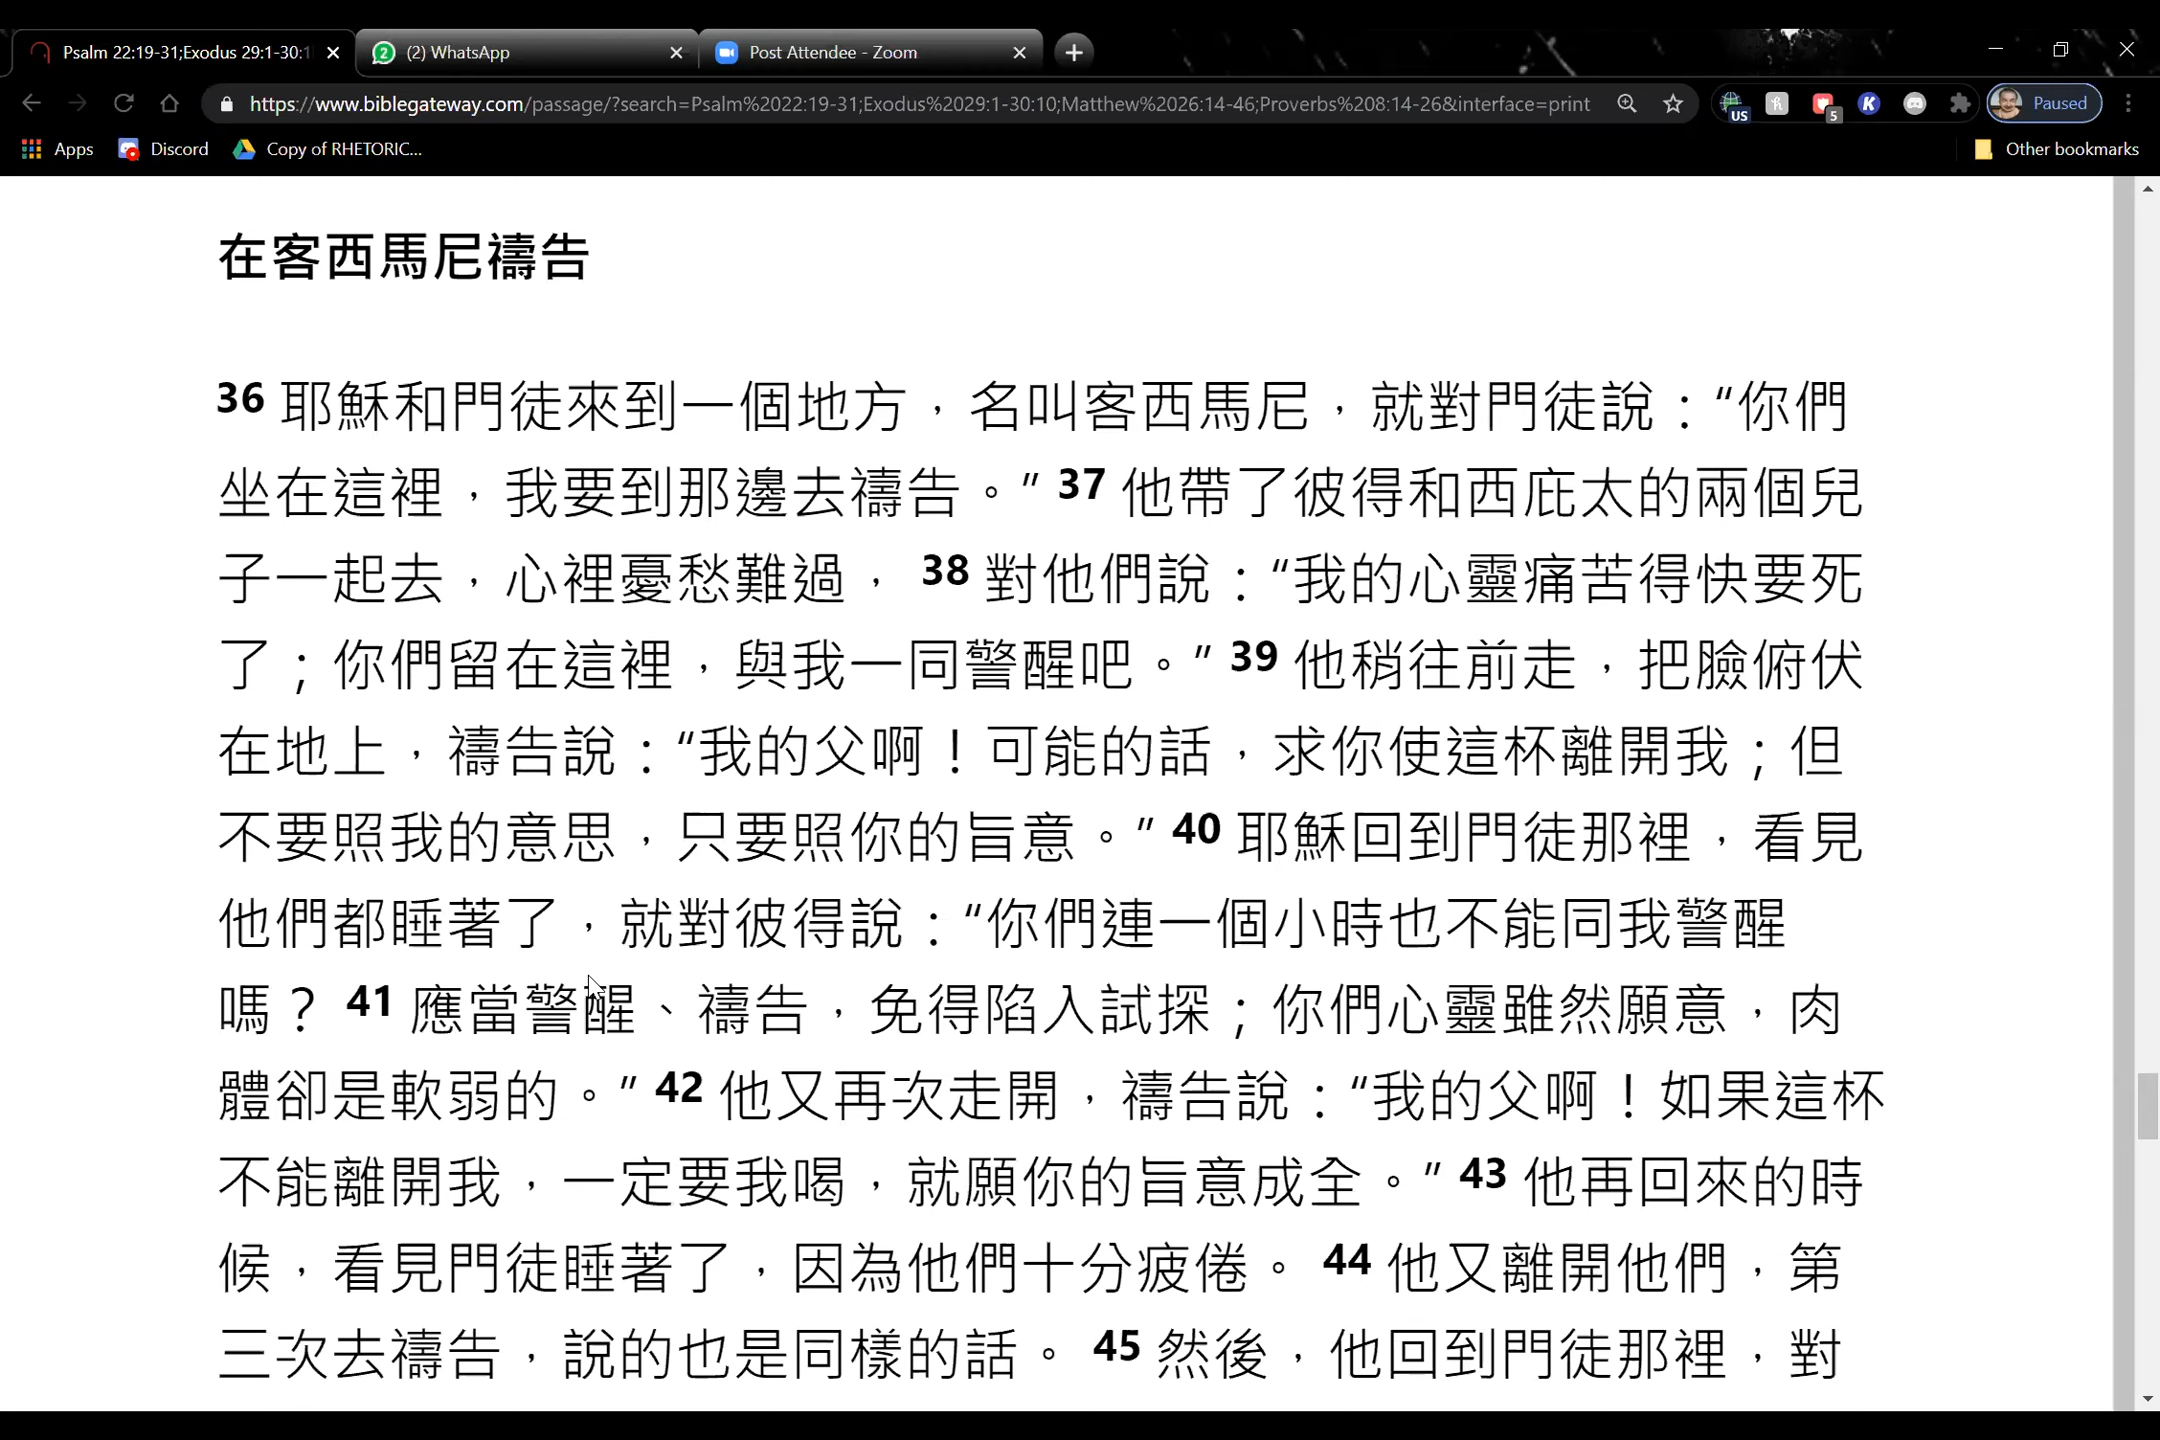 Psalm 22:19-31;Exodus 29:1-30:1
(2) WhatsApp
Post Attendee - Zoom
https://www.biblegateway.com/passage/?search=Psalm%2022:19-31;Exodus%2029:1-30:10;Matthew%2026:14-46;Proverbs%208:14-26&interface=print
US
5
K
Paused
Apps
Discord
Copy of RHETORIC...
Other bookmarks
在客西馬尼禱告
36 耶穌和門徒來到一個地方，名叫客西馬尼，就對門徒說：“你們
坐在這裡，我要到那邊去禱告。” 37 他帶了彼得和西庇太的兩個兒
子一起去，心裡憂愁難過， 38 對他們說：“我的心靈痛苦得快要死
了；你們留在這裡，與我一同警醒吧。” 39 他稍往前走，把臉俯伏
在地上，禱告說：“我的父啊！可能的話，求你使這杯離開我；但
不要照我的意思，只要照你的旨意。” 40 耶穌回到門徒那裡，看見
他們都睡著了，就對彼得說：“你們連一個小時也不能同我警醒
嗎？ 41 應當警醒、禱告，免得陷入試探；你們心靈雖然願意，肉
體卻是軟弱的。” 42 他又再次走開，禱告說：“我的父啊！如果這杯
不能離開我，一定要我喝，就願你的旨意成全。” 43 他再回來的時
候，看見門徒睡著了，因為他們十分疲倦。 44 他又離開他們，第
三次去禱告，說的也是同樣的話。 45 然後，他回到門徒那裡，對